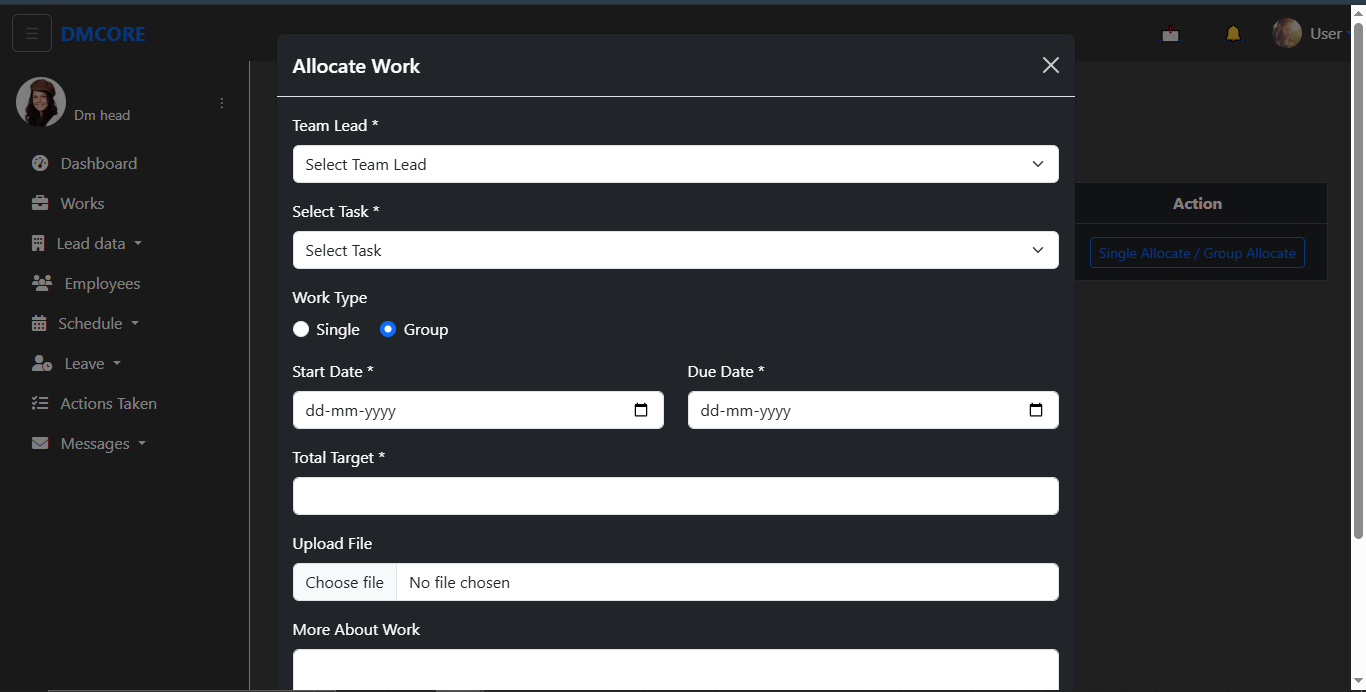 DMCORE
User
Allocate Work
Dm head
Team Lead *
Dashboard
Select Team Lead
Works
Select Task *
Action
Lead data
Select Task
Single Allocate / Group Allocate
Employees
Work Type
Schedule
Single Group
Leave
Start Date * Due Date *
Actions Taken
dd-mm-yyyy dd-mm-yyyy
Messages
Total Target *
Upload File
Choose file No file chosen
More About Work